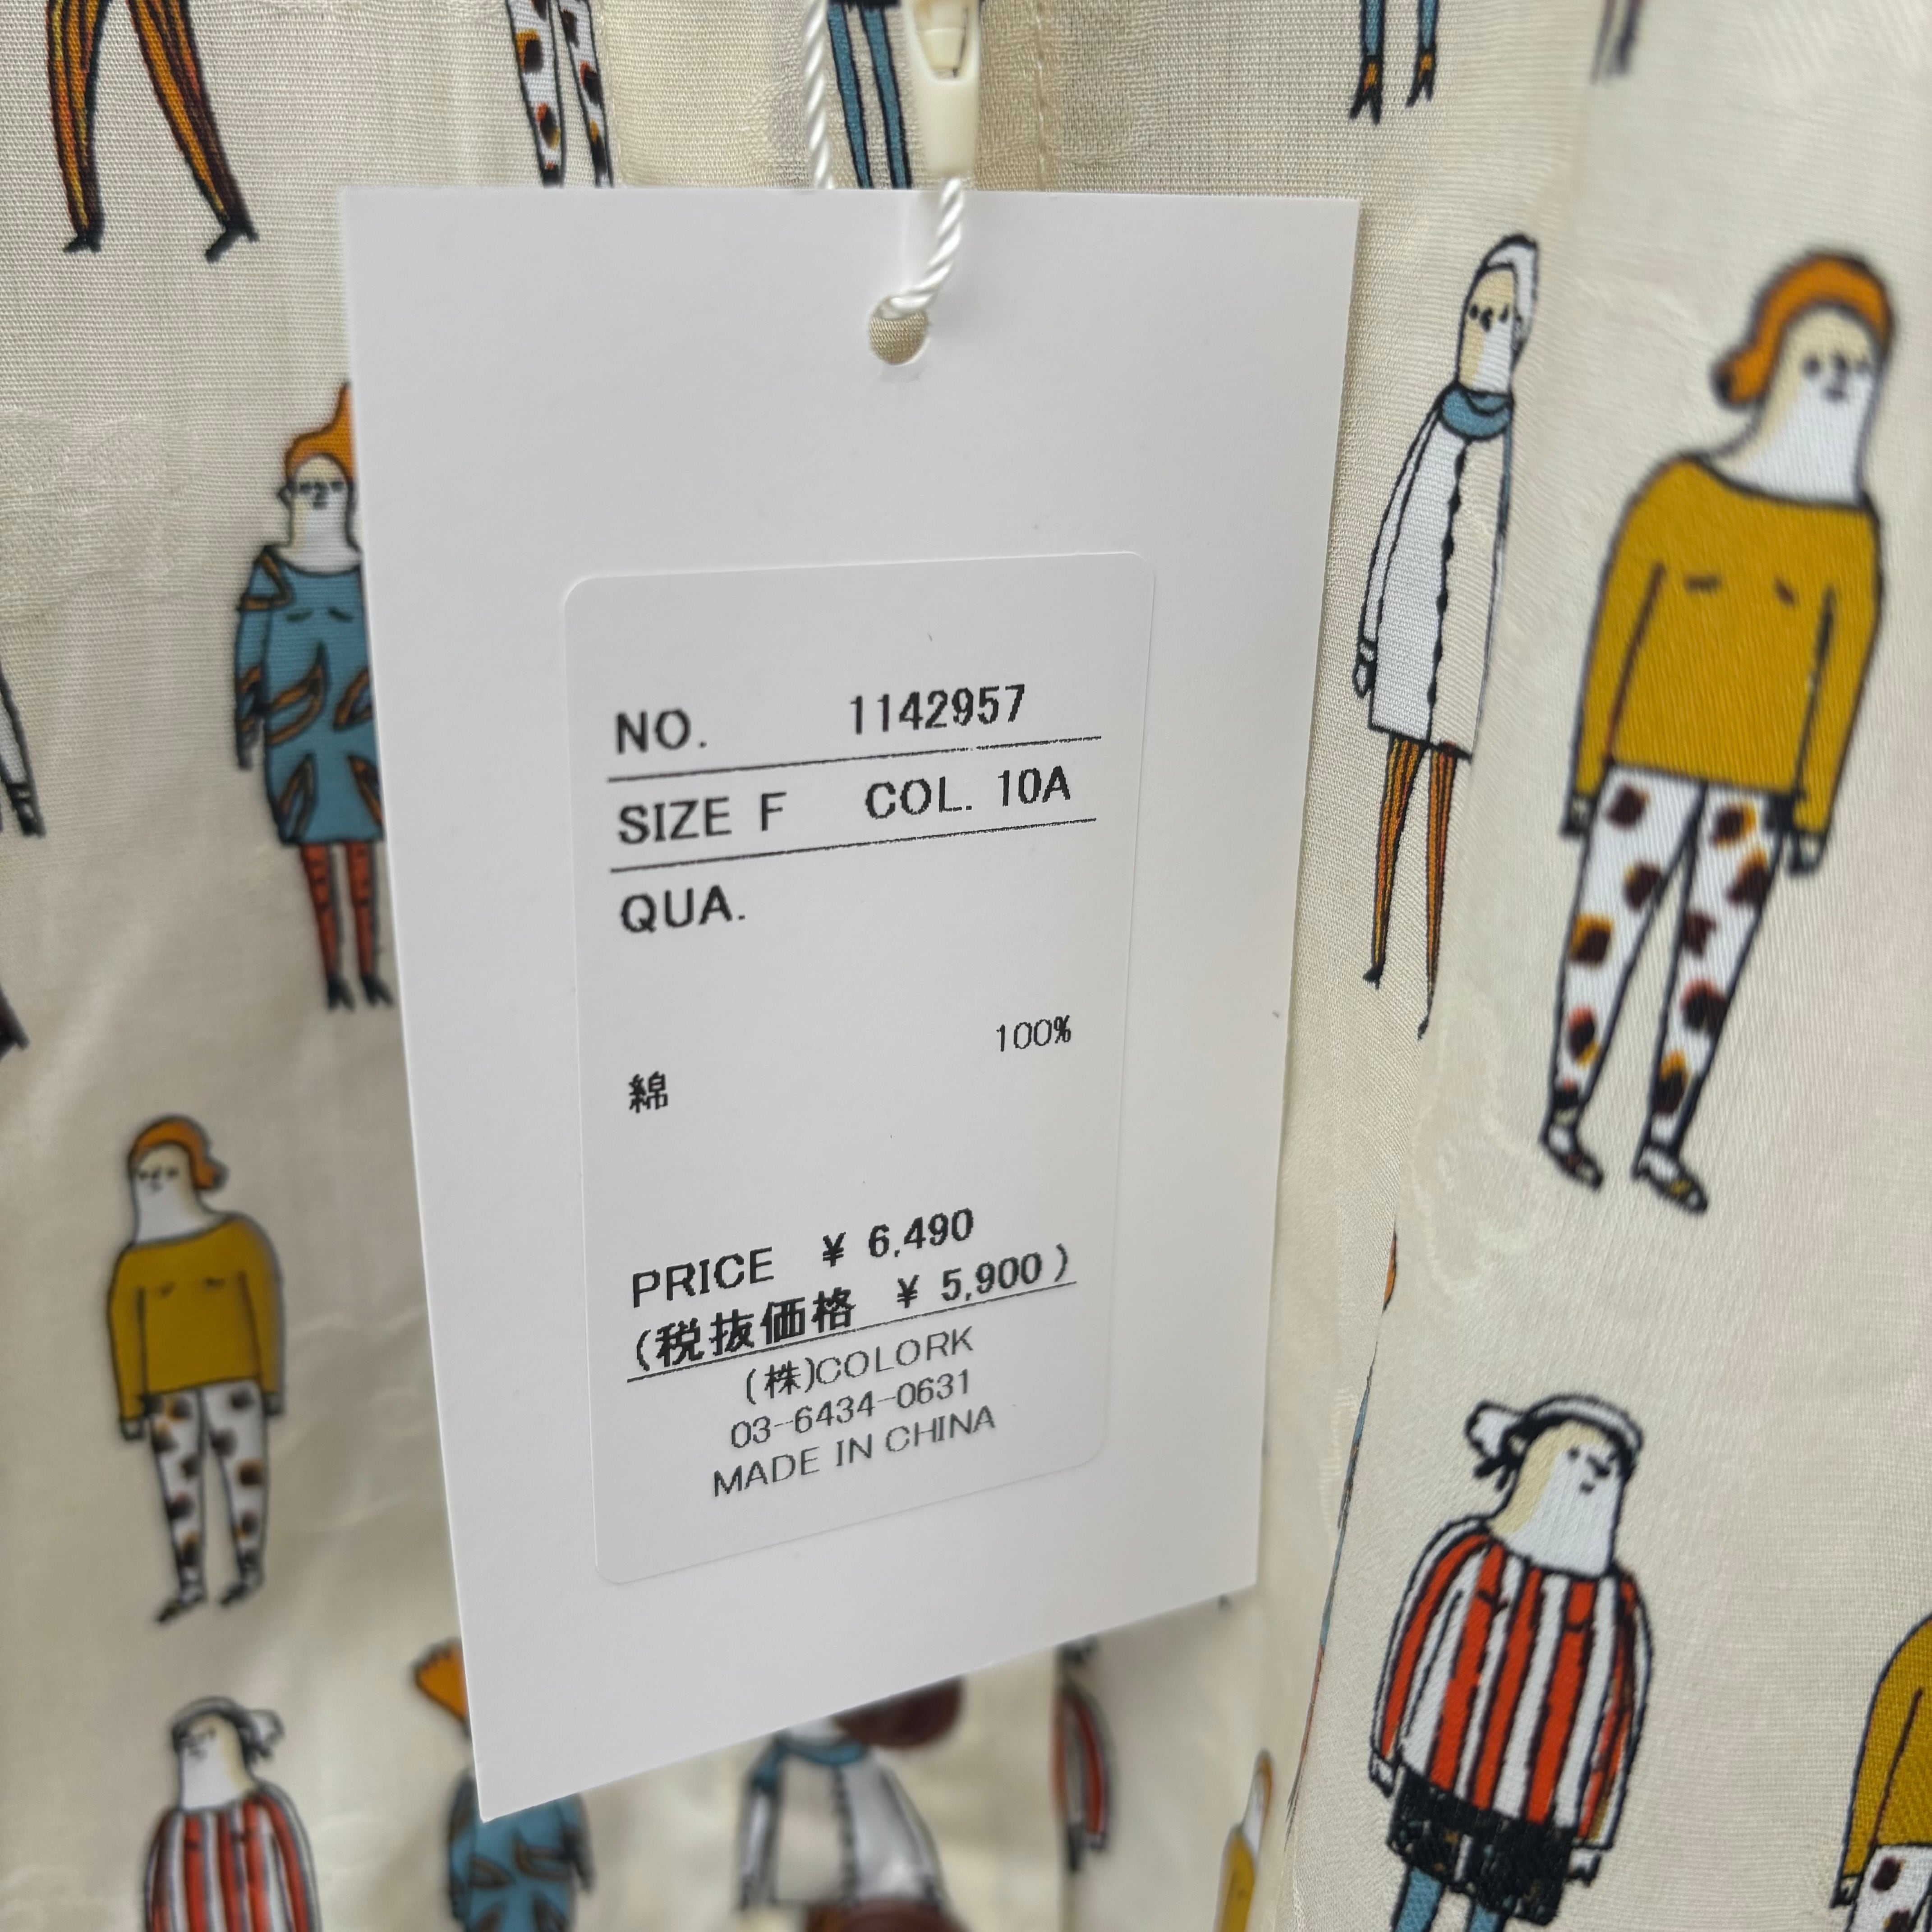 NO. 1142957
SIZE F COL. 10A
QUA.
100%
綿
PRICE ¥ 6,490
(税抜価格 ¥ 5,900)
(株)COLORK
03-6434-0631
MADE IN CHINA